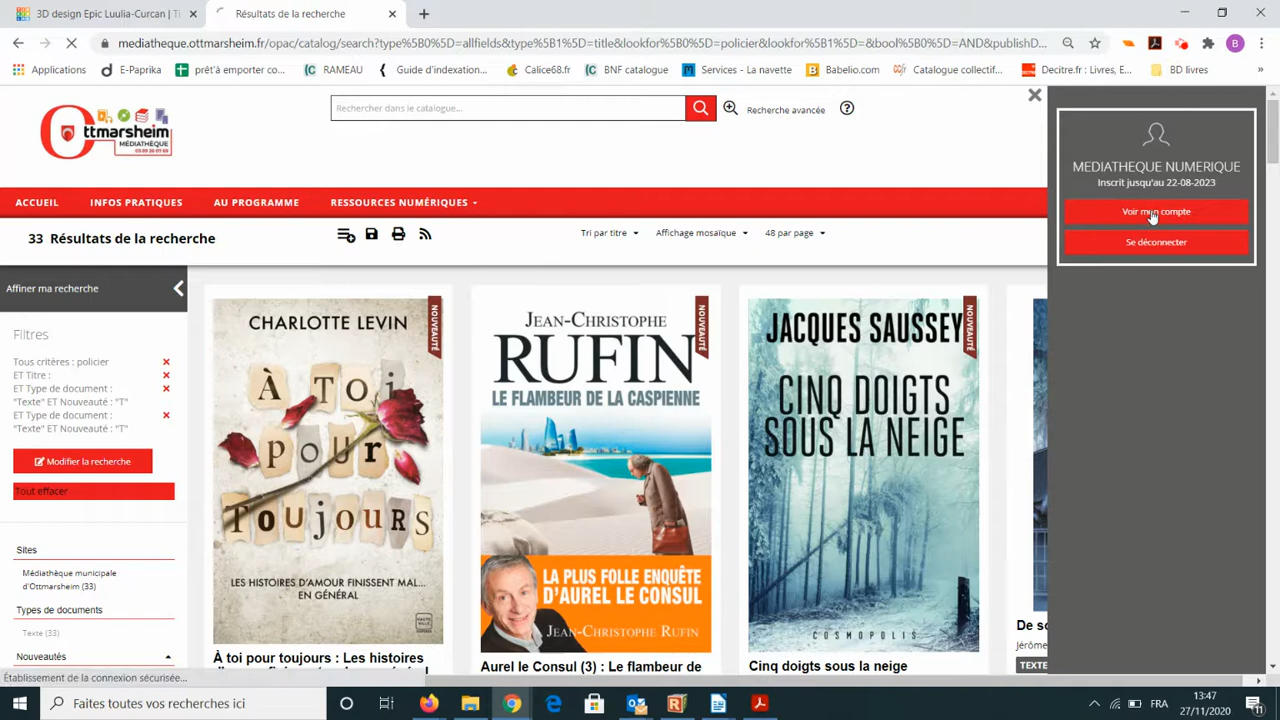 3D design Epic Luulia-Curcan | Ti
Résultats de la recherche
mediatheque.ottmarsheim.fr/opac/catalog/search?type%5B0%5D=allfields&type%5B1%5D=title&lookfor%5B0%5D=policier&lookfor%5B1%5D=&bool%5B0%5D=AND&publishD...
B
Applications
E-Paprika
prêt'à emporter co...
RAMEAU
Guide d'indexation...
Calice68.fr
BNF catalogue
Services - La navette
Babelio.com
Catalogue collectif...
Decitre.fr : Livres, E...
BD livres
»
ttmarsheim
MÉDIATHÈQUE
Rechercher dans le catalogue...
Recherche avancée
MEDIATHEQUE NUMERIQUE
Inscrit jusqu'au 22-08-2023
Voir mon compte
Se déconnecter
ACCUEIL
INFOS PRATIQUES
AU PROGRAMME
RESSOURCES NUMÉRIQUES
33 Résultats de la recherche
Tri par titre
Affichage mosaïque
48 par page
Affiner ma recherche
Filtres
Tous critères : policier
ET Titre :
ET Type de document :
"Texte" ET Nouveauté : "T"
ET Type de document :
"Texte" ET Nouveauté : "T"
Modifier la recherche
Tout effacer
Sites
Médiathèque municipale
d'Ottmarsheim (33)
Types de documents
Texte (33)
Nouveautés
NOUVEAUTÉ
CHARLOTTE LEVIN
À TOi
pour
Toujours
LES HISTOIRES D'AMOUR FINISSENT MAL...
EN GÉNÉRAL
À toi pour toujours : Les histoires
NOUVEAUTÉ
JEAN-CHRISTOPHE
RUFIN
LE FLAMBEUR DE LA CASPIENNE
LA PLUS FOLLE ENQUÊTE
D'AUREL LE CONSUL
JEAN-CHRISTOPHE RUFIN
Aurel le Consul (3) : Le flambeur de
NOUVEAUTÉ
JACQUES SAUSSEY
CINQ DOIGTS
SOUS LA NEIGE
COSMOPOLIS
Cinq doigts sous la neige
De so
Jérôme
TEXTE
Établissement de la connexion sécurisée...
Faites toutes vos recherches ici
FRA
13:47
27/11/2020
11